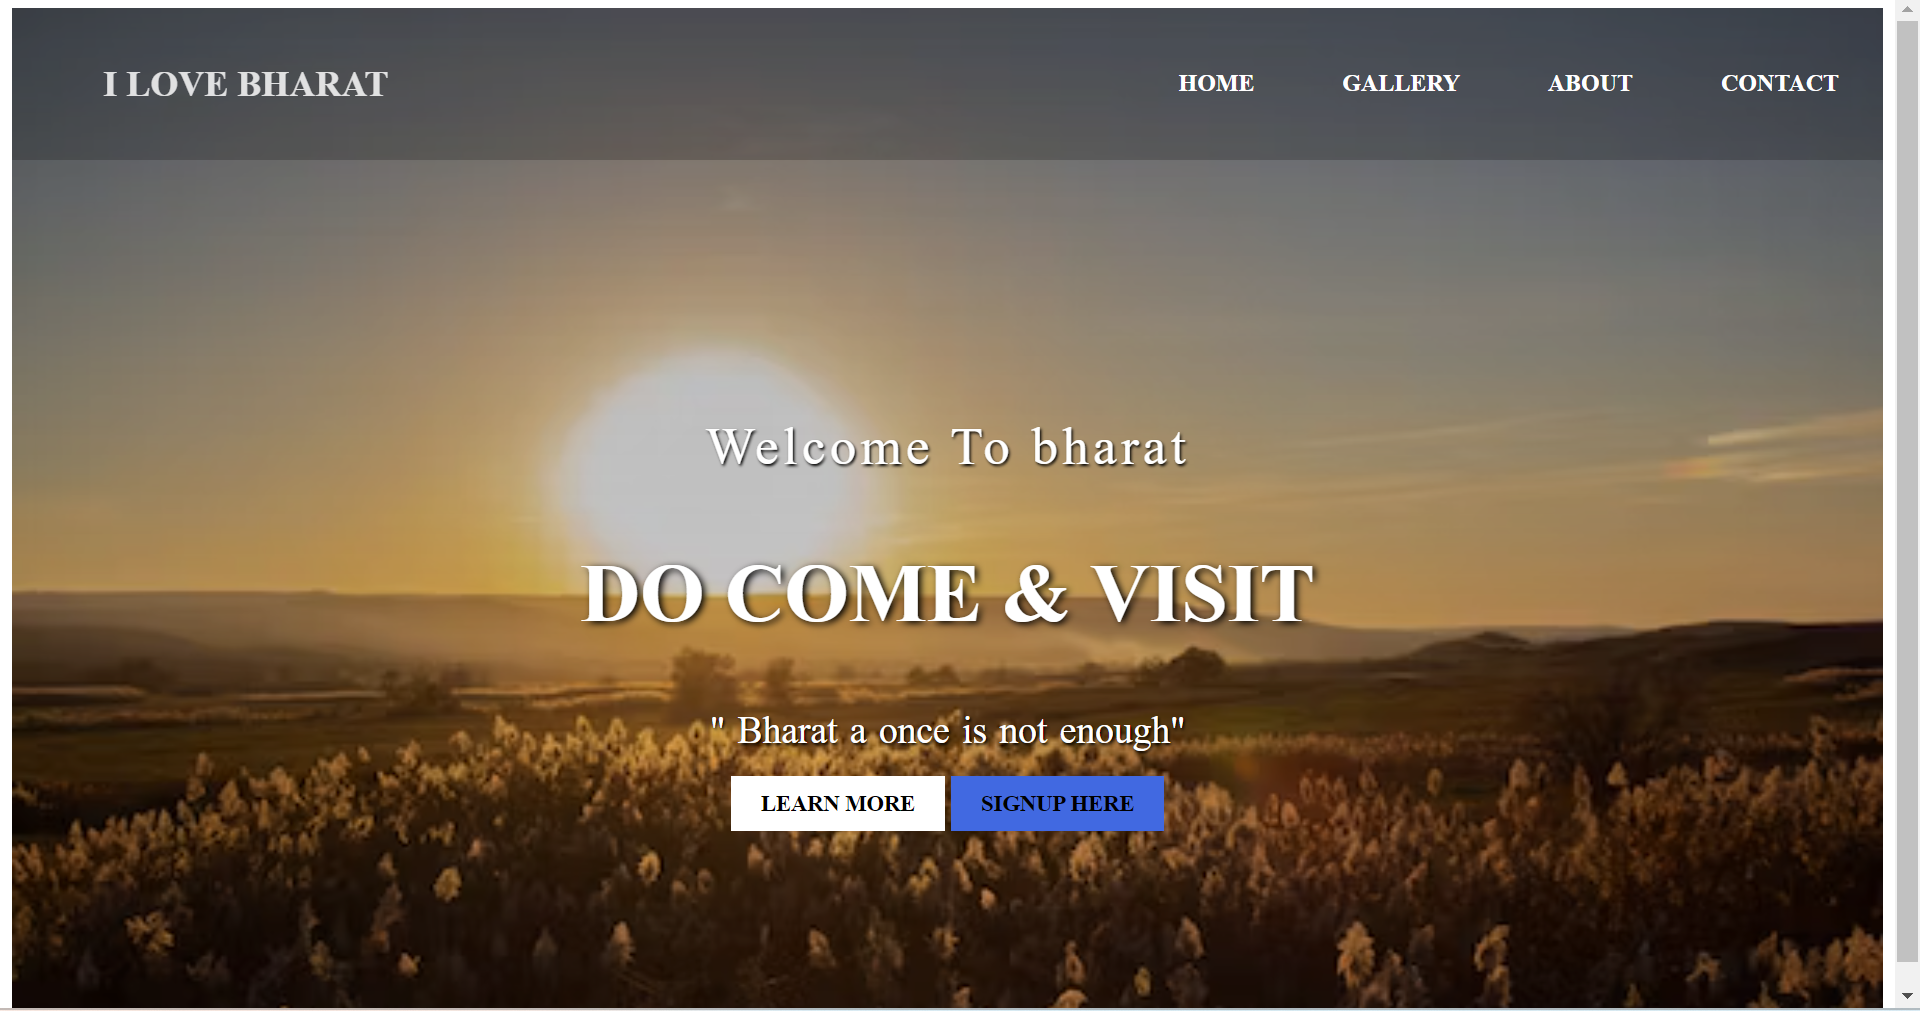 I LOVE BHARAT
HOME GALLERY ABOUT CONTACT
Welcome To bharat
DO COME & VISIT
" Bharat a once is not enough"
LEARN MORE SIGNUP HERE